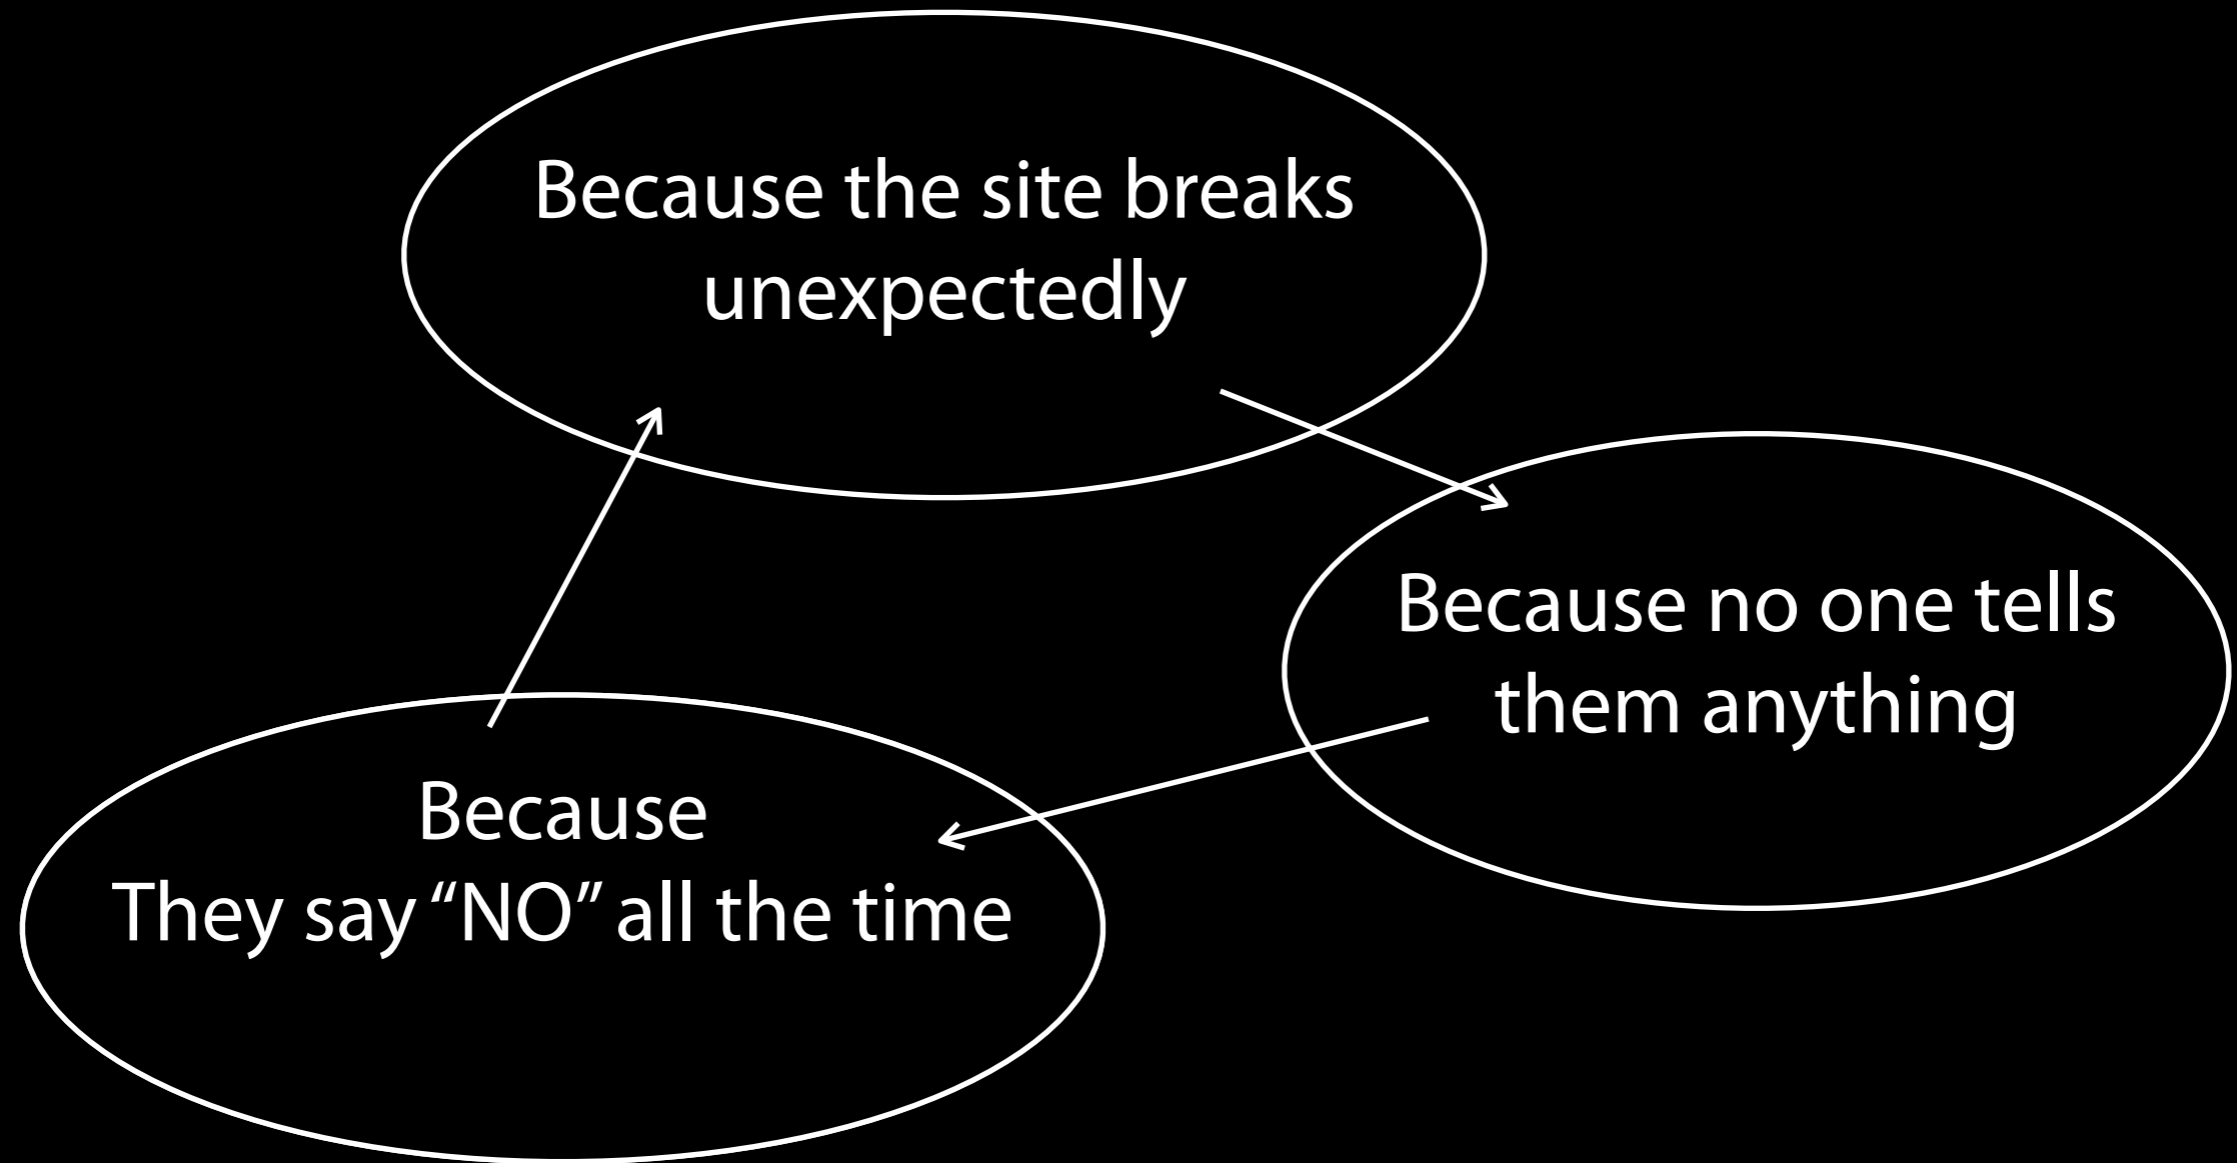 Because the site breaks
unexpectedly
Because no one tells
them anything
Because
They say “NO” all the time